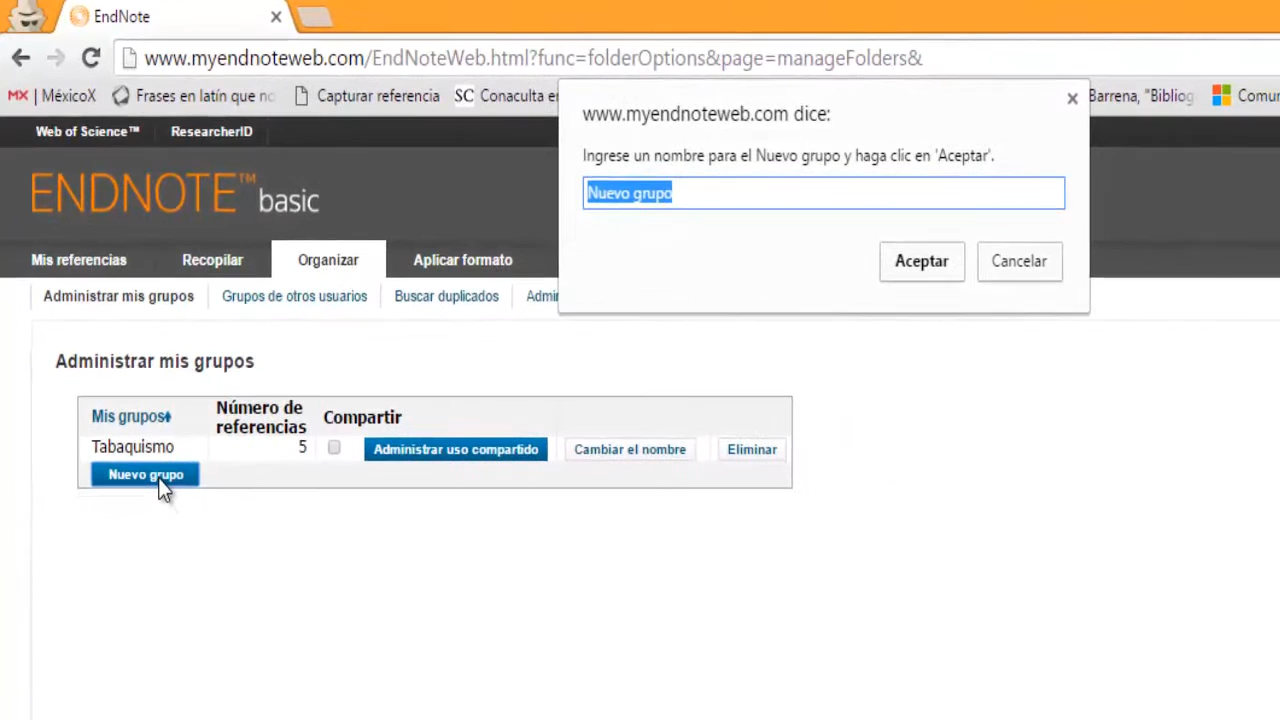 EndNote
www.myendnoteweb.com/EndNoteWeb.html?func=folderOptions&page=manageFolders&
MX | MéxicoX Frases en latín que no Capturar referencia SC Conaculta en Barrena, "Bibliog Comun
Web of Science™ ResearcherID
ENDNOTE™ basic
www.myendnoteweb.com dice:
Ingrese un nombre para el Nuevo grupo y haga clic en 'Aceptar'.
Nuevo grupo
Aceptar Cancelar
Mis referencias Recopilar Organizar Aplicar formato
Administrar mis grupos Grupos de otros usuarios Buscar duplicados Admi
Administrar mis grupos
Mis grupos Número de referencias Compartir
Tabaquismo 5 Administrar uso compartido Cambiar el nombre Eliminar
Nuevo grupo